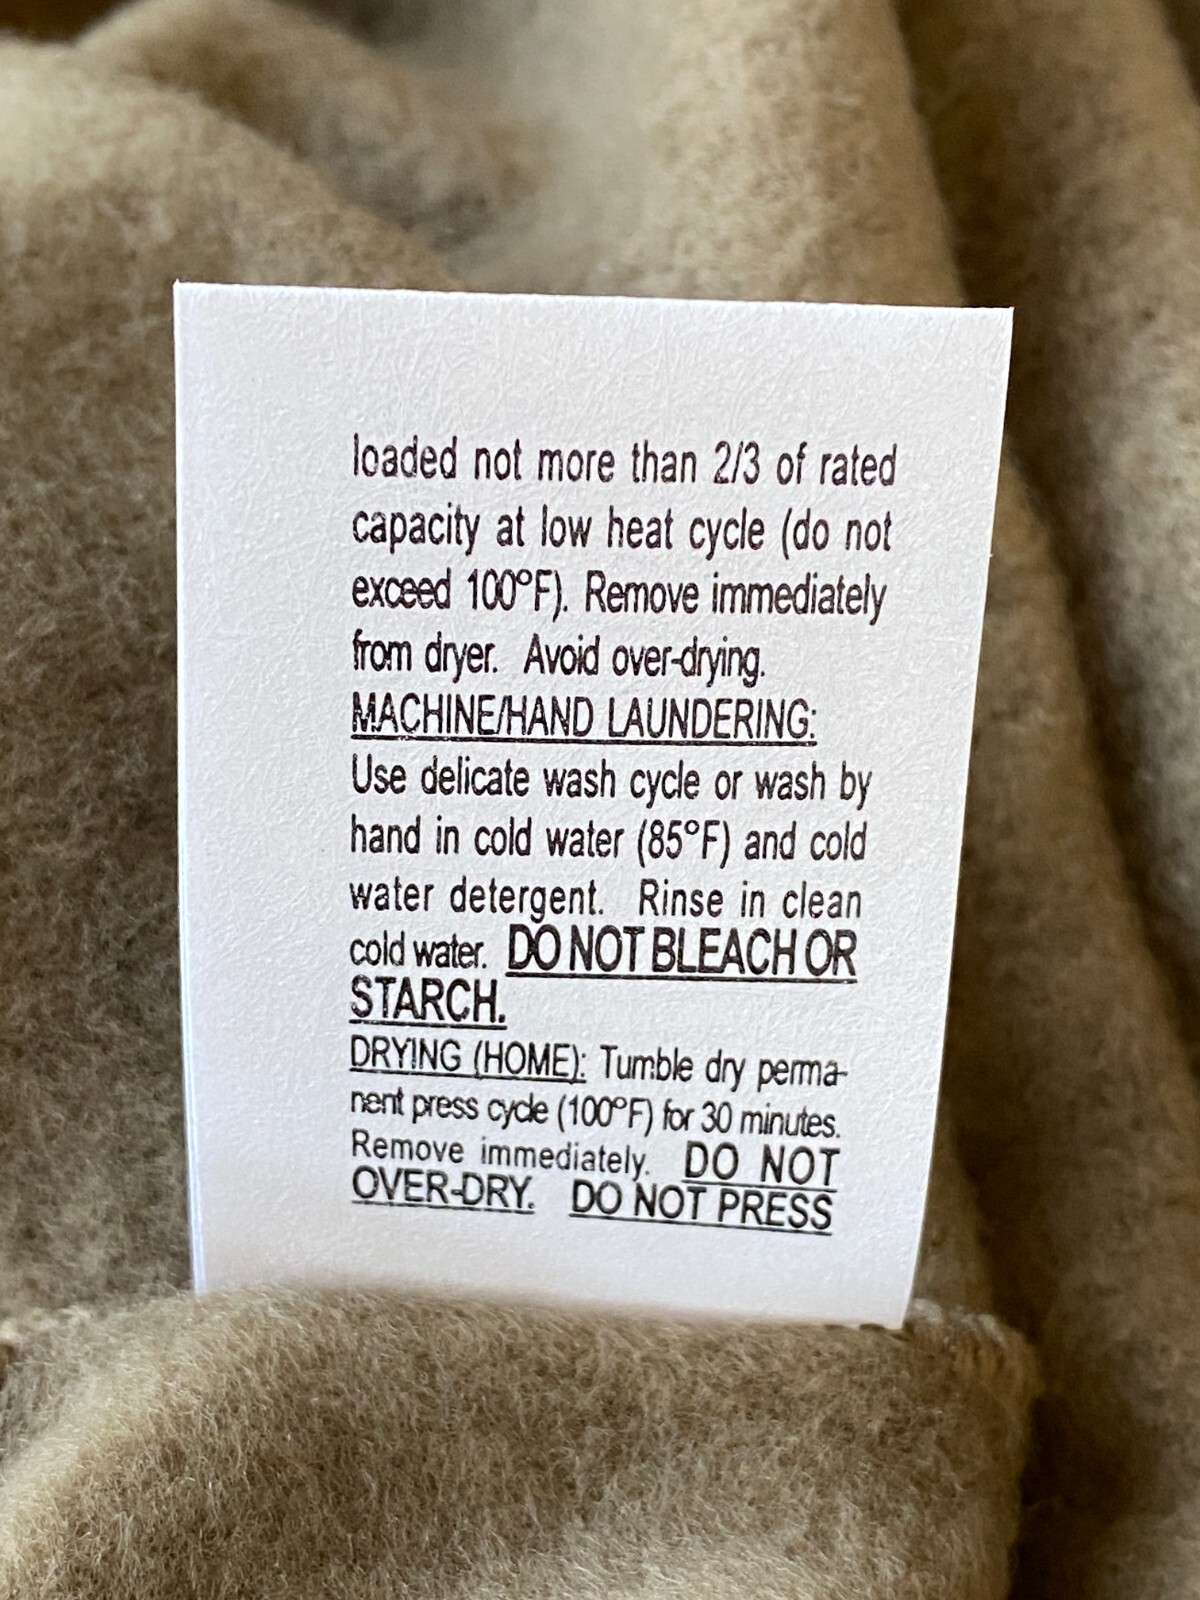 loaded not more than 2/3 of rated
capacity at low heat cycle (do not
exceed 100°F). Remove immediately
from dryer. Avoid over-drying.
MACHINE/HAND LAUNDERING:
Use delicate wash cycle or wash by
hand in cold water (85°F) and cold
water detergent. Rinse in clean
cold water. DO NOT BLEACH OR
STARCH.
DRYING (HOME): Tumble dry perma-
nent press cycle (100°F) for 30 minutes.
Remove immediately. DO NOT
OVER-DRY. DO NOT PRESS